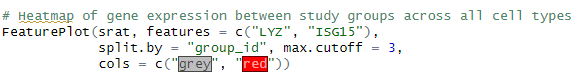 # Heatmap of gene expression between study groups across all cell types
FeaturePlot(srat, features = c("LYZ", "ISG15"),
            split.by = "group_id", max.cutoff = 3,
            cols = c("grey", "red"))